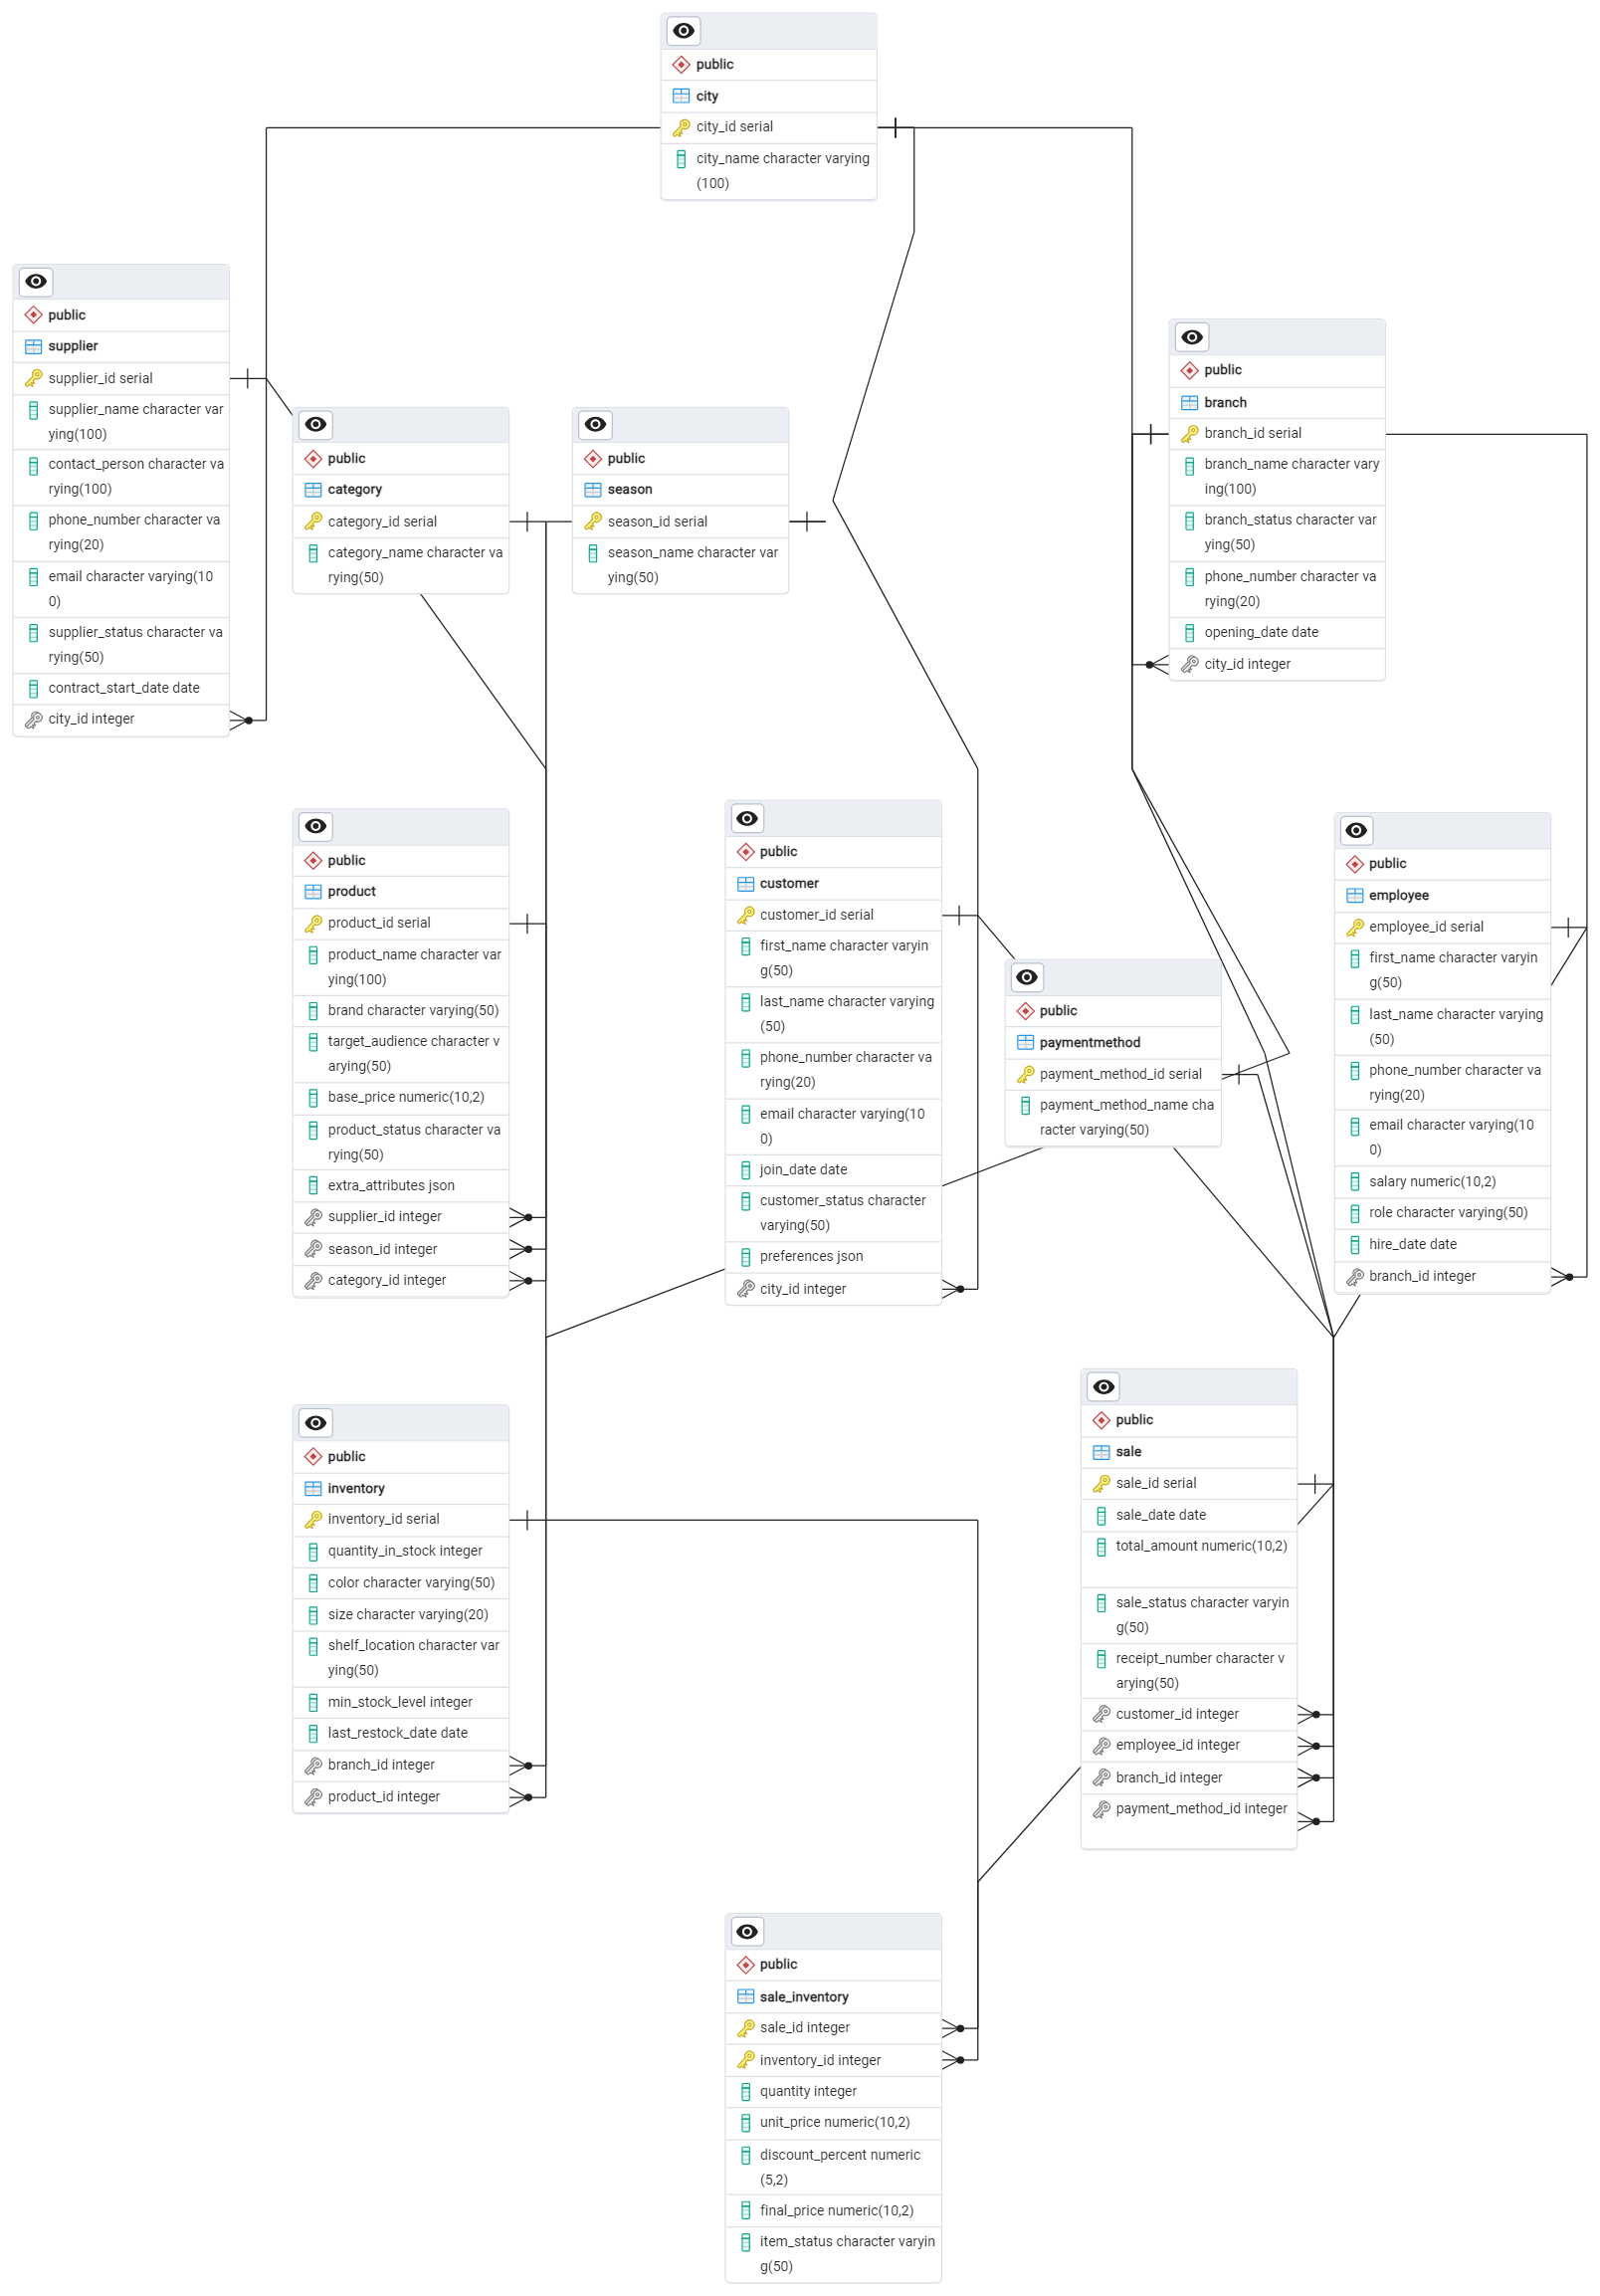 public
city
city_id serial
city_name character varying
(100)
public
supplier
supplier_id serial
supplier_name character var
ying(100)
contact_person character va
rying(100)
phone_number character va
rying(20)
email character varying(10
0)
supplier_status character va
rying(50)
contract_start_date date
city_id integer
public
category
category_id serial
category_name character va
rying(50)
public
season
season_id serial
season_name character var
ying(50)
public
branch
branch_id serial
branch_name character vary
ing(100)
branch_status character var
ying(50)
phone_number character va
rying(20)
opening_date date
city_id integer
public
product
product_id serial
product_name character var
ying(100)
brand character varying(50)
target_audience character v
arying(50)
base_price numeric(10,2)
product_status character va
rying(50)
extra_attributes json
supplier_id integer
season_id integer
category_id integer
public
customer
customer_id serial
first_name character varyin
g(50)
last_name character varying
(50)
phone_number character va
rying(20)
email character varying(10
0)
join_date date
customer_status character
varying(50)
preferences json
city_id integer
public
paymentmethod
payment_method_id serial
payment_method_name cha
racter varying(50)
public
employee
employee_id serial
first_name character varyin
g(50)
last_name character varying
(50)
phone_number character va
rying(20)
email character varying(10
0)
salary numeric(10,2)
role character varying(50)
hire_date date
branch_id integer
public
inventory
inventory_id serial
quantity_in_stock integer
color character varying(50)
size character varying(20)
shelf_location character var
ying(50)
min_stock_level integer
last_restock_date date
branch_id integer
product_id integer
public
sale
sale_id serial
sale_date date
total_amount numeric(10,2)
sale_status character varyin
g(50)
receipt_number character v
arying(50)
customer_id integer
employee_id integer
branch_id integer
payment_method_id integer
public
sale_inventory
sale_id integer
inventory_id integer
quantity integer
unit_price numeric(10,2)
discount_percent numeric
(5,2)
final_price numeric(10,2)
item_status character varyin
g(50)